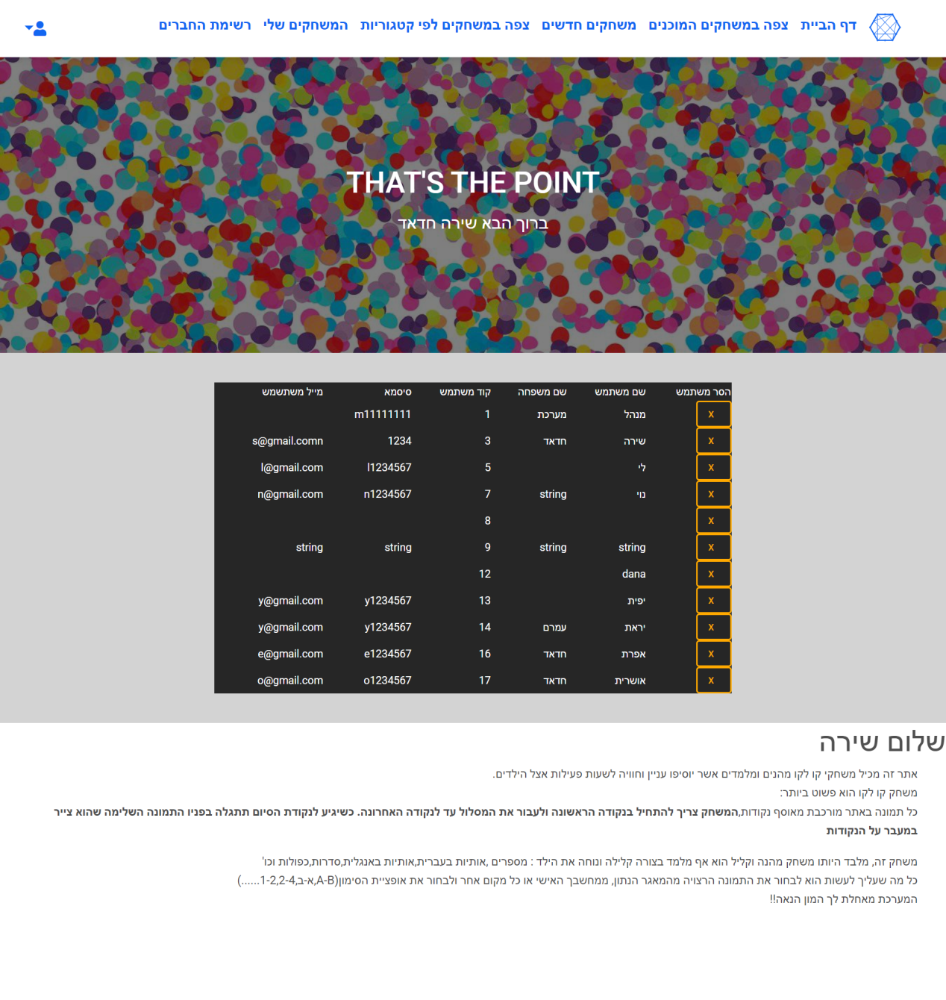 דף הבית צפה במשחקים המוכנים משחקים חדשים צפה במשחקים לפי קטגוריות המשחקים שלי רשימת החברים
THAT'S THE POINT
ברוך הבא שירה חדאד
הסר משתמש שם משתמש שם משפחה קוד משתמש סיסמא מייל משתשמש
X מנהל מערכת 1 m11111111
X שירה חדאד 3 1234 s@gmail.comn
X לי 5 l1234567 l@gmail.com
X נוי string 7 n1234567 n@gmail.com
X 8
X string string 9 string string
X dana 12
X יפית 13 y1234567 y@gmail.com
X יראת עמרם 14 y1234567 y@gmail.com
X אפרת חדאד 16 e1234567 e@gmail.com
X אושרית חדאד 17 o1234567 o@gmail.com
שלום שירה
אתר זה מכיל משחקי קו לקו מהנים ומלמדים אשר יוסיפו עניין וחוויה לשעות פעילות אצל הילדים.
משחק קו לקו הוא פשוט ביותר:
כל תמונה באתר מורכבת מאוסף נקודות,המשחק צריך להתחיל בנקודה הראשונה ולעבור את המסלול עד לנקודה האחרונה. כשיגיע לנקודת הסיום תתגלה בפניו התמונה השלימה שהוא צייר
במעבר על הנקודות
משחק זה, מלבד היותו משחק מהנה וקליל הוא אף מלמד בצורה קלילה ונוחה את הילד : מספרים ,אותיות בעברית,אותיות באנגלית,סדרות,כפולות וכו'
כל מה שעליך לעשות הוא לבחור את התמונה הרצויה מהמאגר הנתון, ממחשבך האישי או כל מקום אחר ולבחור את אופציית הסימון(A-B,א-ב,1-2,2-4......)
המערכת מאחלת לך המון הנאה!!